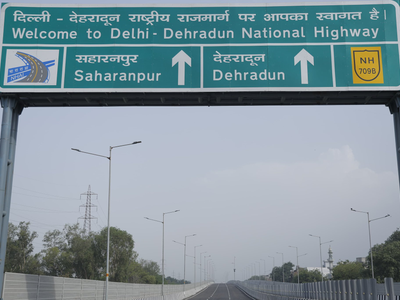 दिल्ली - देहरादून राष्ट्रीय राजमार्ग पर आपका स्वागत है
Welcome to Delhi - Dehradun National Highway
सहारनपुर
Saharanpur
देहरादून
Dehradun
NH
709B